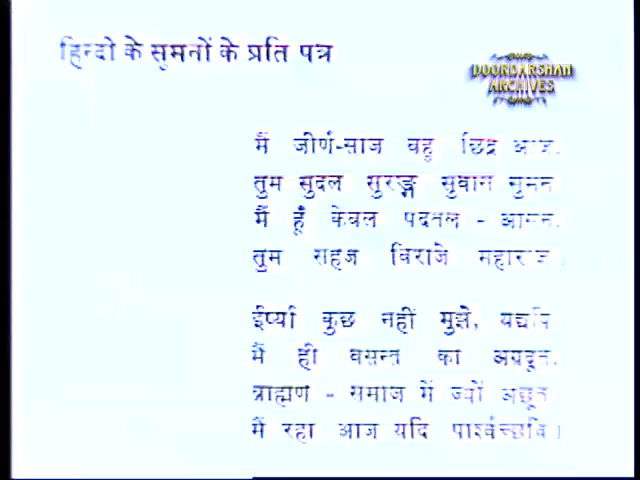 हिन्दी के सुमनों के प्रति पत्र
DOORDARSHAN
ARCHIVES
मैं जीर्ण-साज बहु छिद्र आज,
तुम सुदल सुरङ्ग सुवास सुमन
मैं हूँ केवल पदतल - आसन,
तुम सहज विराजे महाराज।
ईर्ष्या कुछ नहीं मुझे, यद्यपि
मैं ही वसन्त का अग्रदूत,
ब्राह्मण - समाज में ज्यों अछूत
मैं रहा आज यदि पार्श्वच्छवि।